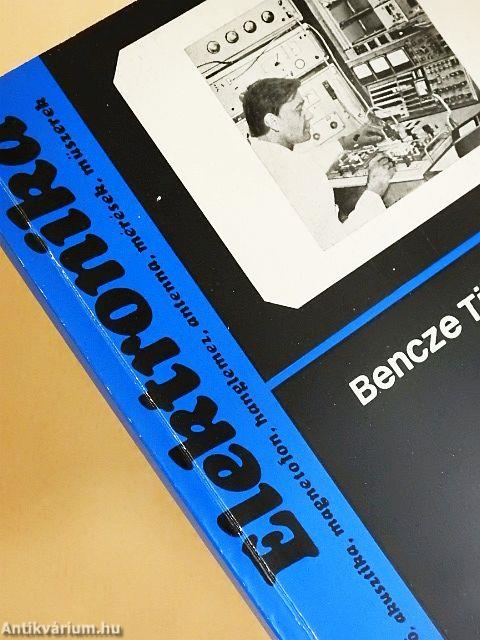 Elektronika
akusztika, magnetofon, hanglemez, antenna, mérések, műszerek
Bencze
Antikvárium.hu